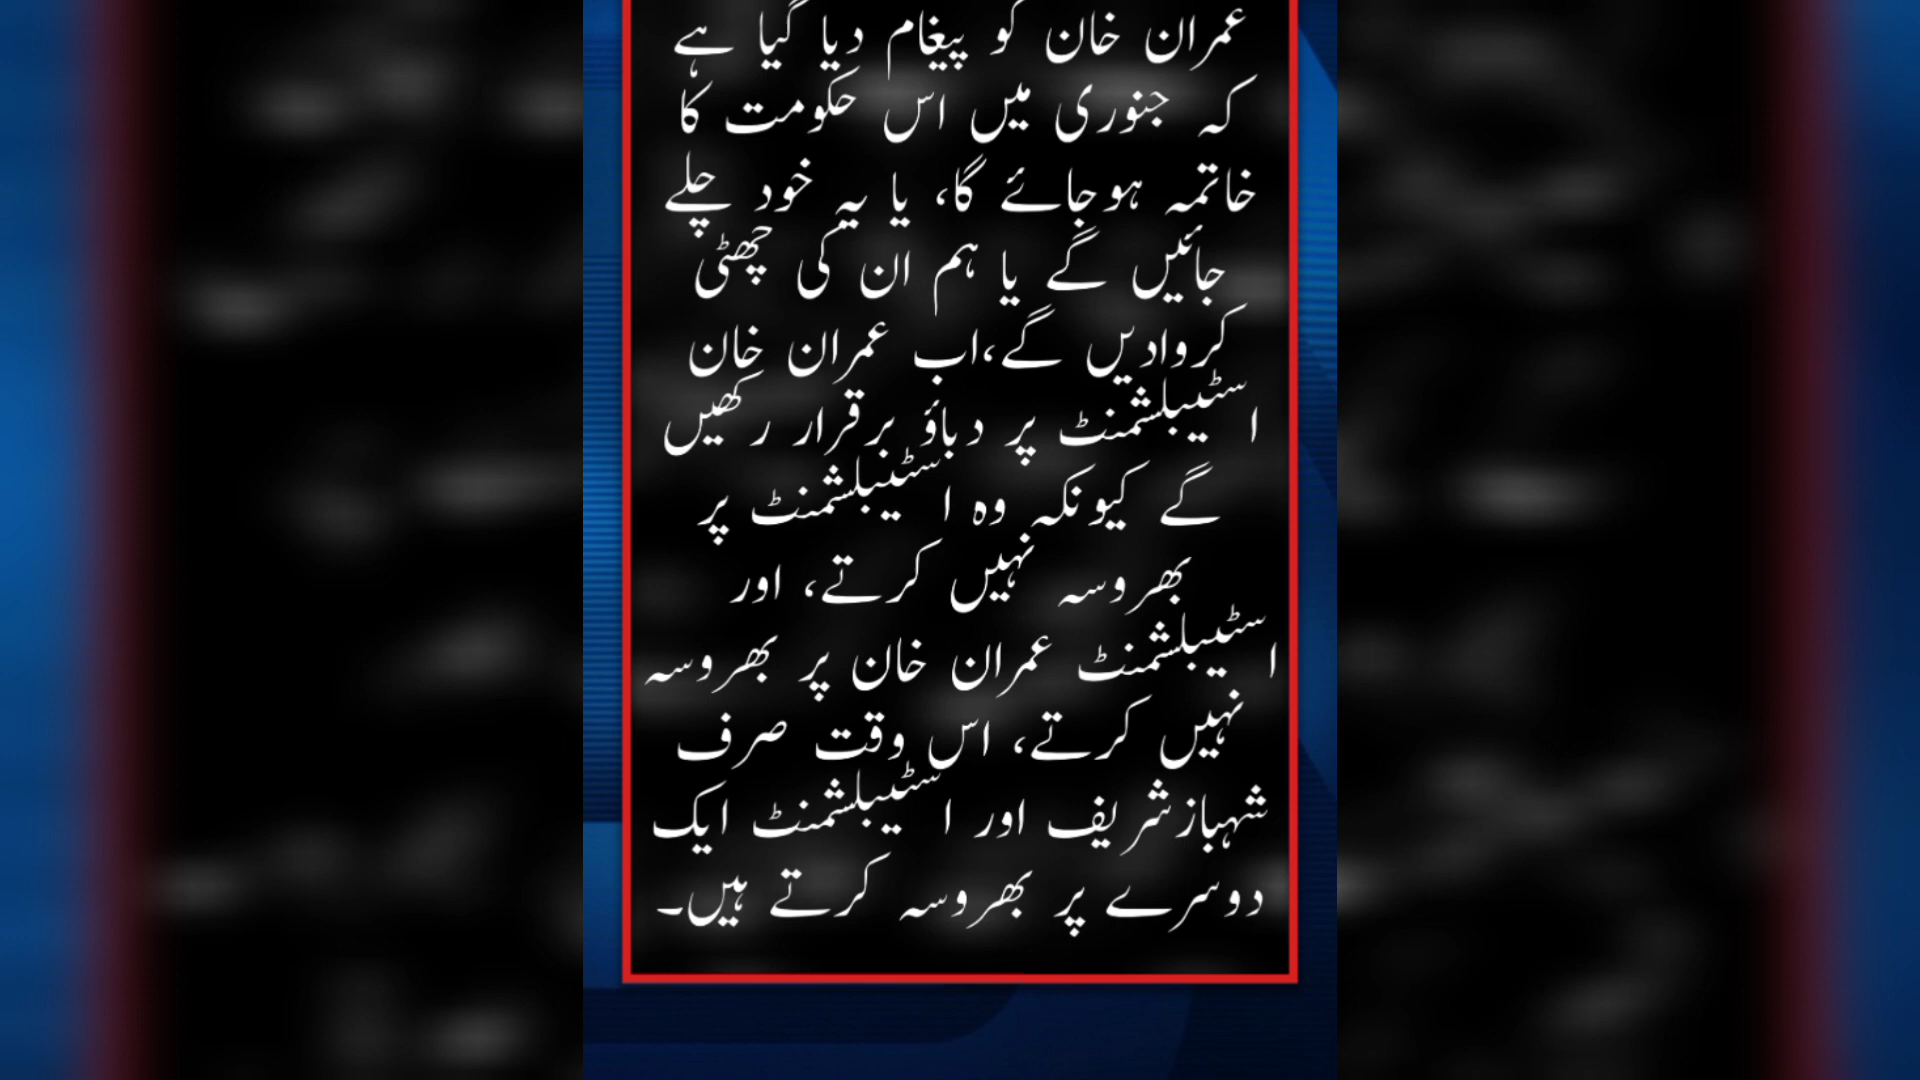 عمران خان کو پیغام دیا گیا ہے
کہ جنوری میں اس حکومت کا
خاتمہ ہوجائے گا، یا یہ خود چلے
جائیں گے یا ہم ان کی چھٹی
کروادیں گے،اب عمران خان
اسٹیبلشمنٹ پر دباؤ برقرار رکھیں
گے کیونکہ وہ اسٹیبلشمنٹ پر
بھروسہ نہیں کرتے، اور
اسٹیبلشمنٹ عمران خان پر بھروسہ
نہیں کرتے، اس وقت صرف
شہبازشریف اور اسٹیبلشمنٹ ایک
دوسرے پر بھروسہ کرتے ہیں۔